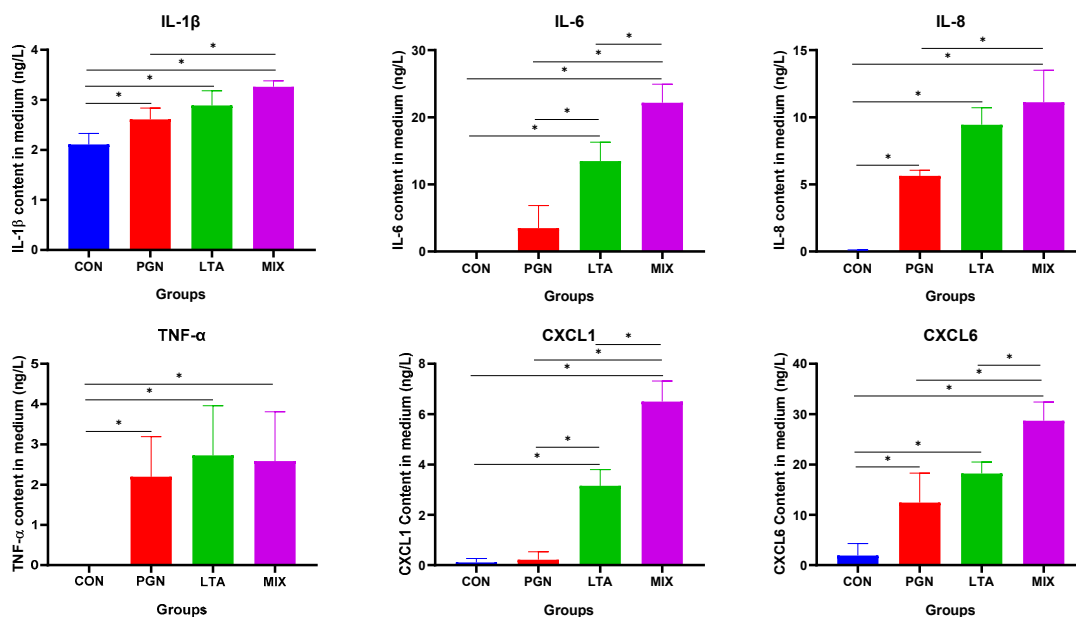 IL-1β
IL-1β content in medium (ng/L)
4
3
2
1
0
* * * *
CON PGN LTA MIX
Groups
IL-6
IL-6 content in medium (ng/L)
30
20
10
0
* * * * *
CON PGN LTA MIX
Groups
IL-8
IL-8 content in medium (ng/L)
15
10
5
0
* * * *
CON PGN LTA MIX
Groups
TNF-α
TNF-α content in medium (ng/L)
5
4
3
2
1
0
* * *
CON PGN LTA MIX
Groups
CXCL1
CXCL1 Content in medium (ng/L)
8
6
4
2
0
* * * * *
CON PGN LTA MIX
Groups
CXCL6
CXCL6 Content in medium (ng/L)
40
30
20
10
0
* * * * *
CON PGN LTA MIX
Groups